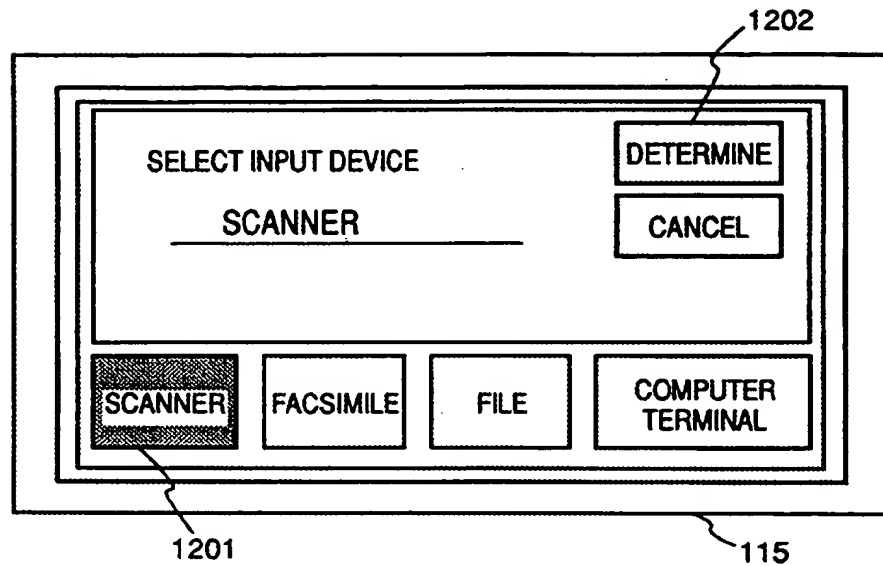 1202
SELECT INPUT DEVICE
DETERMINE
SCANNER
CANCEL
SCANNER
FACSIMILE
FILE
COMPUTER
TERMINAL
1201
115